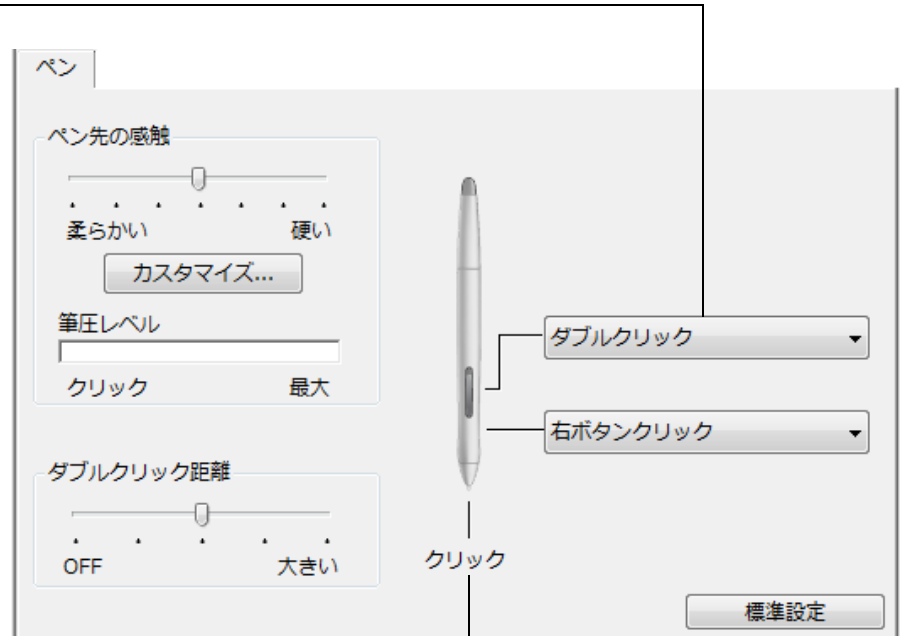 ペン
ペン先の感触
柔らかい 硬い
カスタマイズ...
筆圧レベル
クリック 最大
ダブルクリック
右ボタンクリック
ダブルクリック距離
OFF 大きい
クリック
標準設定